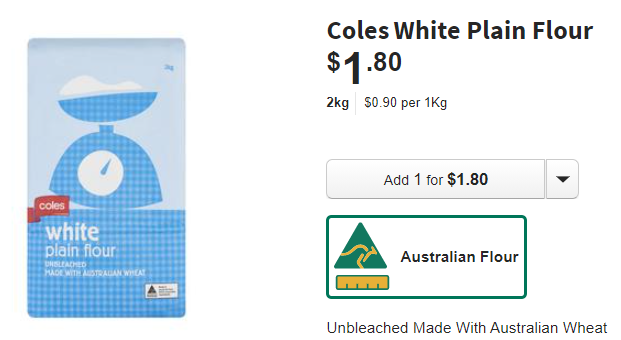 Coles White Plain Flour
$1.80
2kg $0.90 per 1Kg
Add 1 for $1.80
Australian Flour
Unbleached Made With Australian Wheat
2kg
coles
white
plain flour
UNBLEACHED
MADE WITH AUSTRALIAN WHEAT